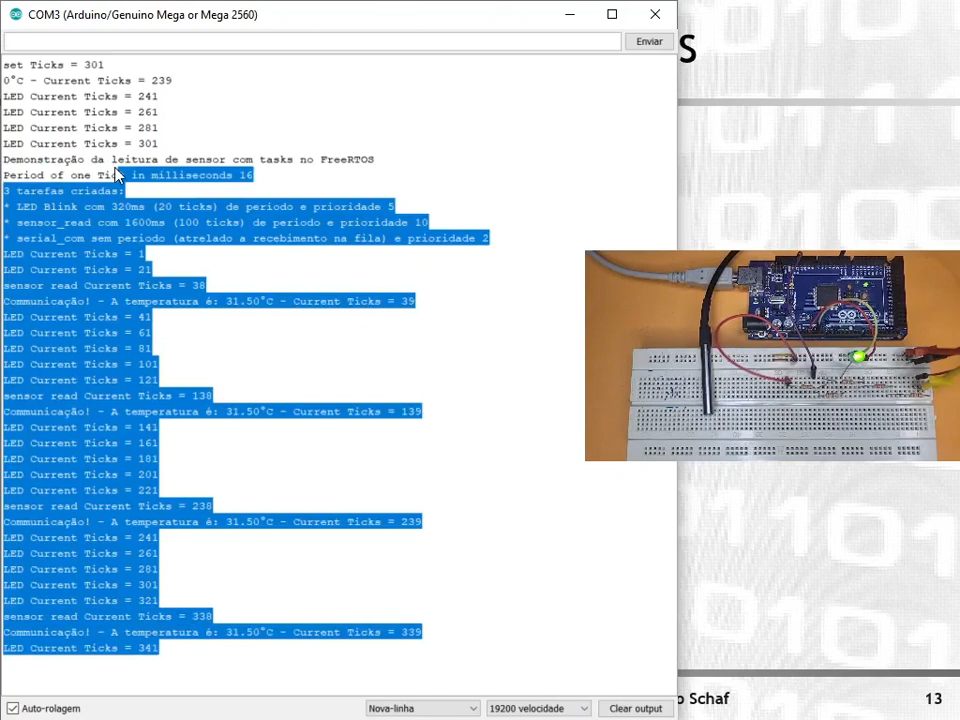 COM3 (Arduino/Genuino Mega or Mega 2560)
Enviar
set Ticks = 301
0°C - Current Ticks = 239
LED Current Ticks = 241
LED Current Ticks = 261
LED Current Ticks = 281
LED Current Ticks = 301
Demonstração da leitura de sensor com tasks no FreeRTOS
Period of one Tick in milliseconds 16
3 tarefas criadas:
* LED Blink com 320ms (20 ticks) de periodo e prioridade 5
* sensor_read com 1600ms (100 ticks) de periodo e prioridade 10
* serial_com sem periodo (atrelado a recebimento na fila) e prioridade 2
LED Current Ticks = 1
LED Current Ticks = 21
sensor read Current Ticks = 38
Communicação! - A temperatura é: 31.50°C - Current Ticks = 39
LED Current Ticks = 41
LED Current Ticks = 61
LED Current Ticks = 81
LED Current Ticks = 101
LED Current Ticks = 121
sensor read Current Ticks = 138
Communicação! - A temperatura é: 31.50°C - Current Ticks = 139
LED Current Ticks = 141
LED Current Ticks = 161
LED Current Ticks = 181
LED Current Ticks = 201
LED Current Ticks = 221
sensor read Current Ticks = 238
Communicação! - A temperatura é: 31.50°C - Current Ticks = 239
LED Current Ticks = 241
LED Current Ticks = 261
LED Current Ticks = 281
LED Current Ticks = 301
LED Current Ticks = 321
sensor read Current Ticks = 338
Communicação! - A temperatura é: 31.50°C - Current Ticks = 339
LED Current Ticks = 341
Auto-rolagem
Nova-linha
19200 velocidade
Clear output
S
o Schaf
13